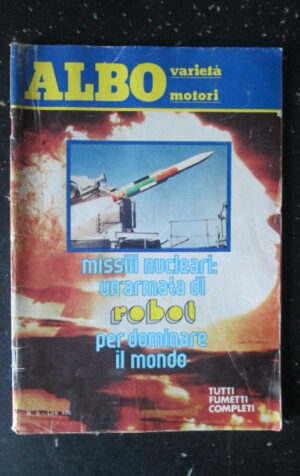 ALBO varietà
motori
missili nucleari:
un'armata di
robot
per dominare
il mondo
TUTTI
FUMETTI
COMPLETI